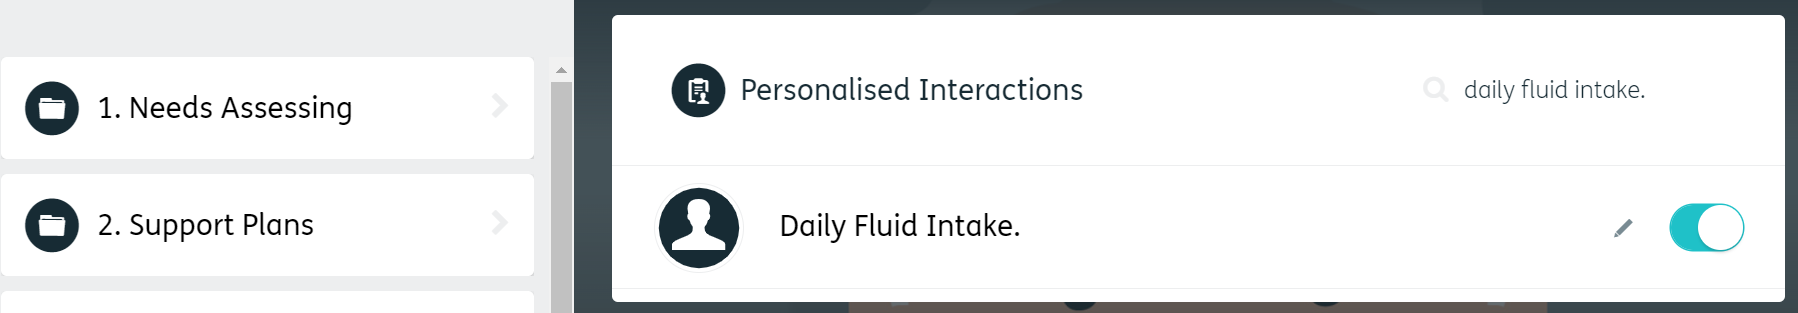 1. Needs Assessing
2. Support Plans
Personalised Interactions
daily fluid intake.
Daily Fluid Intake.